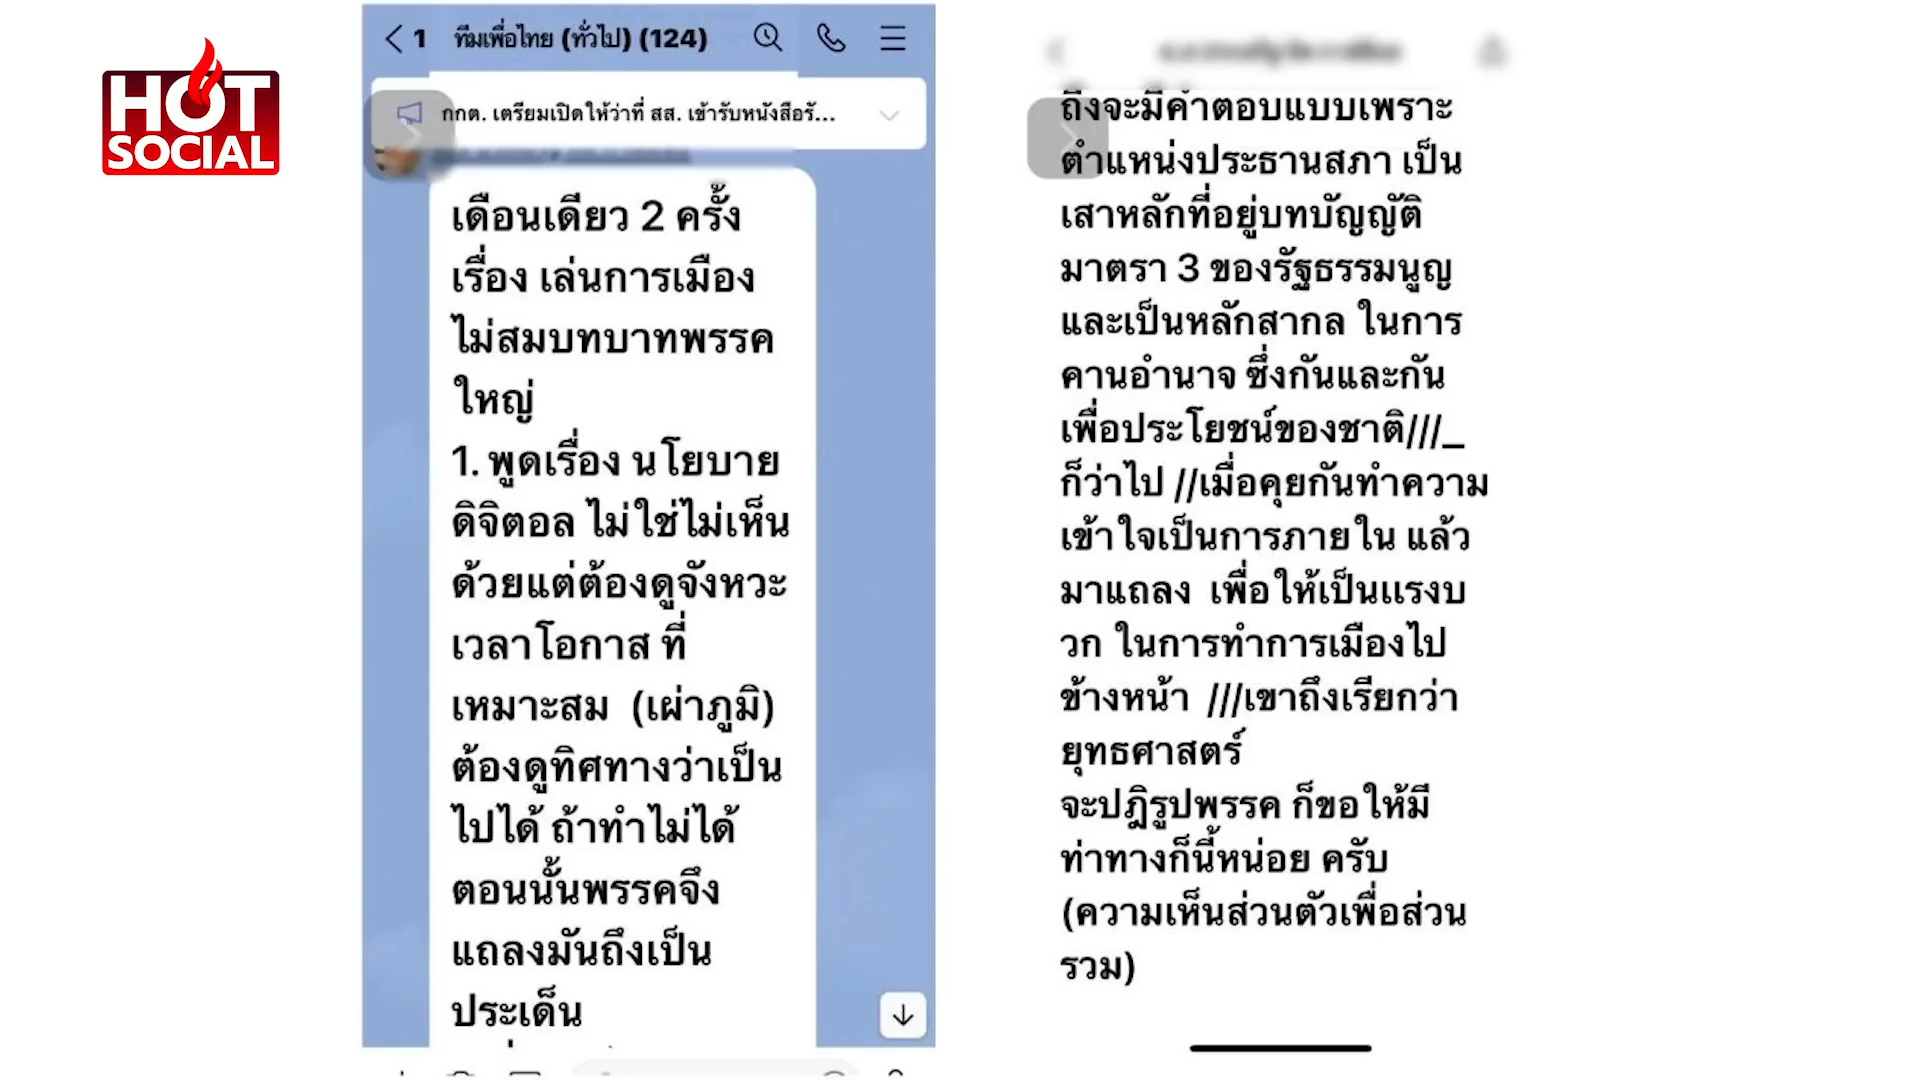 HOT
SOCIAL
1 ทีมเพื่อไทย (ทั่วไป) (124)
กกต. เตรียมเปิดให้ว่าที่ สส. เข้ารับหนังสือรั...
เดือนเดียว 2 ครั้ง
เรื่อง เล่นการเมือง
ไม่สมบทบาทพรรค
ใหญ่
1. พูดเรื่อง นโยบาย
ดิจิตอล ไม่ใช่ไม่เห็น
ด้วยแต่ต้องดูจังหวะ
เวลาโอกาส ที่
เหมาะสม (เผ่าภูมิ)
ต้องดูทิศทางว่าเป็น
ไปได้ ถ้าทำไม่ได้
ตอนนั้นพรรคจึง
แถลงมันถึงเป็น
ประเด็น
ถึงจะมีคำตอบแบบเพราะ
ตำแหน่งประธานสภา เป็น
เสาหลักที่อยู่บทบัญญัติ
มาตรา 3 ของรัฐธรรมนูญ
และเป็นหลักสากล ในการ
คานอำนาจ ซึ่งกันและกัน
เพื่อประโยชน์ของชาติ///_
ก็ว่าไป //เมื่อคุยกันทำความ
เข้าใจเป็นการภายใน แล้ว
มาแถลง เพื่อให้เป็นแรงบ
วก ในการทำการเมืองไป
ข้างหน้า ///เขาถึงเรียกว่า
ยุทธศาสตร์
จะปฎิรูปพรรค ก็ขอให้มี
ท่าทางก็นี้หน่อย ครับ
(ความเห็นส่วนตัวเพื่อส่วน
รวม)